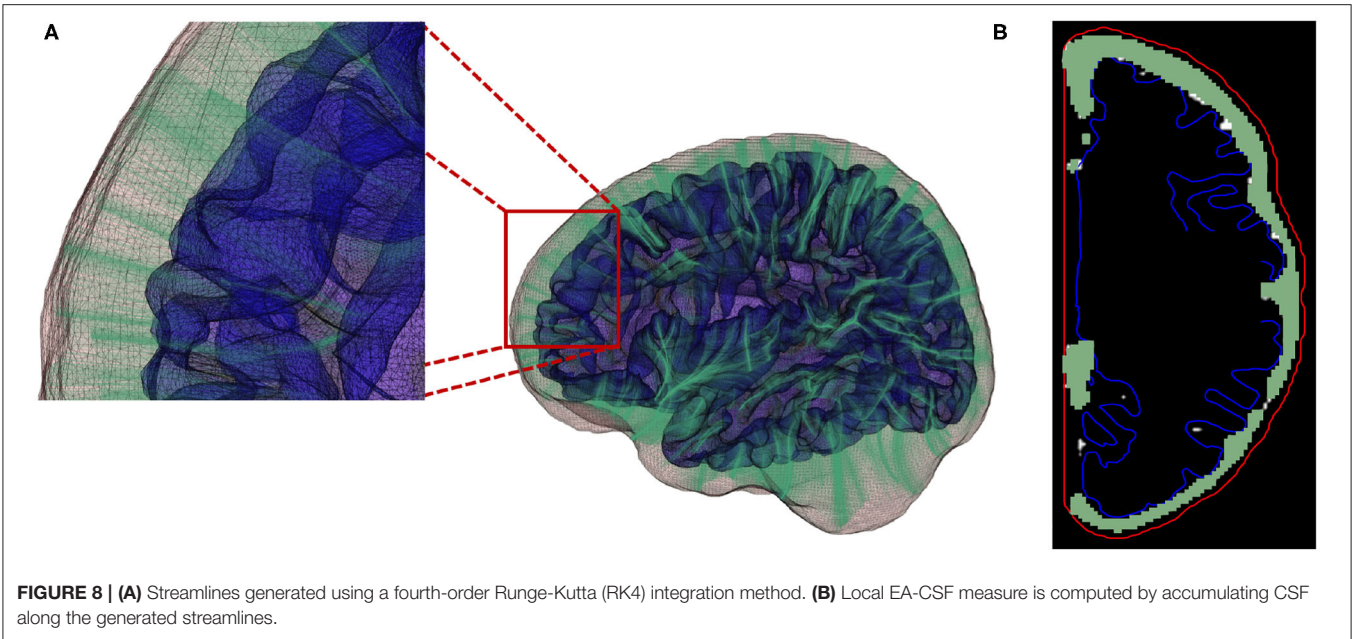 A
B
FIGURE 8 | (A) Streamlines generated using a fourth-order Runge-Kutta (RK4) integration method. (B) Local EA-CSF measure is computed by accumulating CSF
along the generated streamlines.